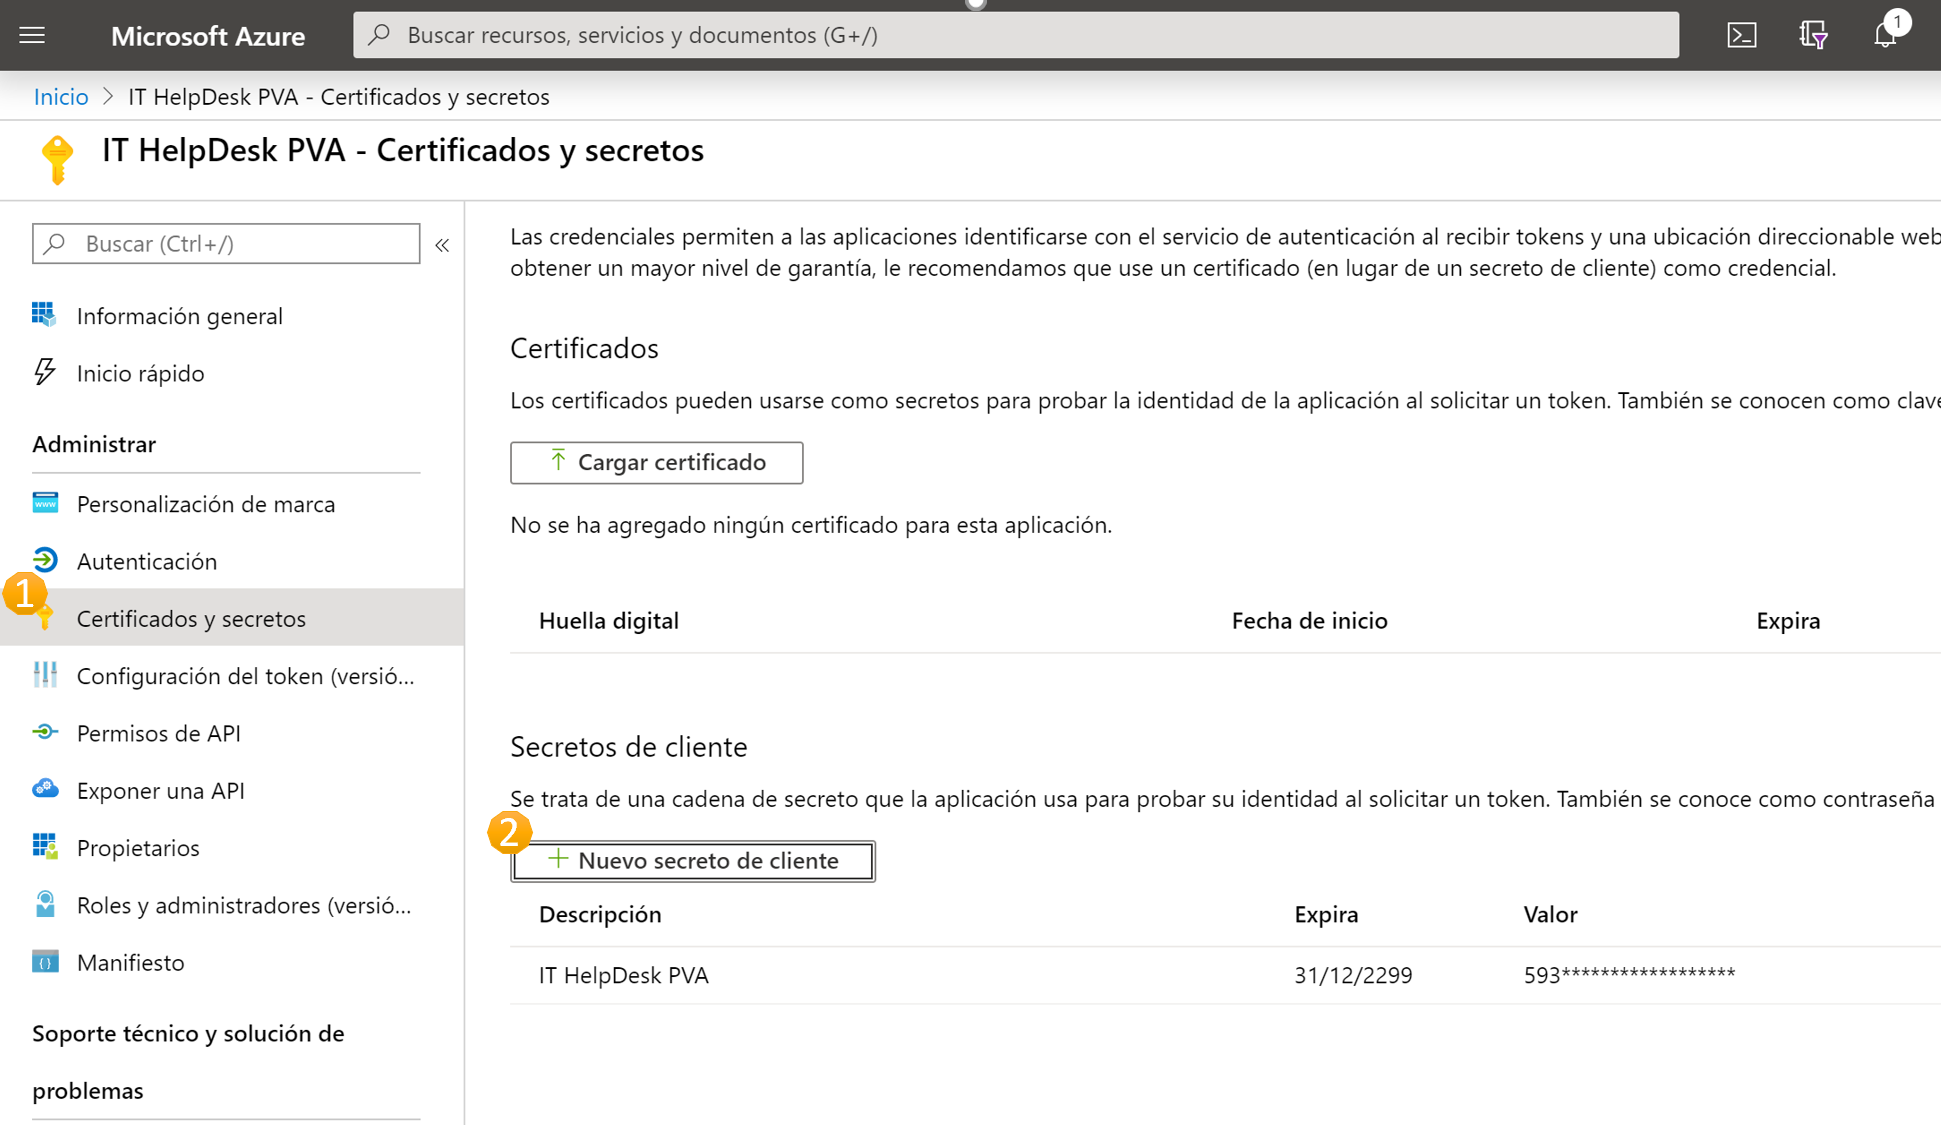 Microsoft Azure
Buscar recursos, servicios y documentos (G+/)
1
Inicio > IT HelpDesk PVA - Certificados y secretos
IT HelpDesk PVA - Certificados y secretos
Buscar (Ctrl+/)
«
Información general
Inicio rápido
Administrar
Personalización de marca
Autenticación
1
Certificados y secretos
Configuración del token (versió...
Permisos de API
Exponer una API
Propietarios
Roles y administradores (versió...
Manifiesto
Soporte técnico y solución de
problemas
Las credenciales permiten a las aplicaciones identificarse con el servicio de autenticación al recibir tokens y una ubicación direccionable web
obtener un mayor nivel de garantía, le recomendamos que use un certificado (en lugar de un secreto de cliente) como credencial.
Certificados
Los certificados pueden usarse como secretos para probar la identidad de la aplicación al solicitar un token. También se conocen como clave
Cargar certificado
No se ha agregado ningún certificado para esta aplicación.
Huella digital Fecha de inicio Expira
Secretos de cliente
Se trata de una cadena de secreto que la aplicación usa para probar su identidad al solicitar un token. También se conoce como contraseña
2
+ Nuevo secreto de cliente
Descripción Expira Valor
IT HelpDesk PVA 31/12/2299 593******************